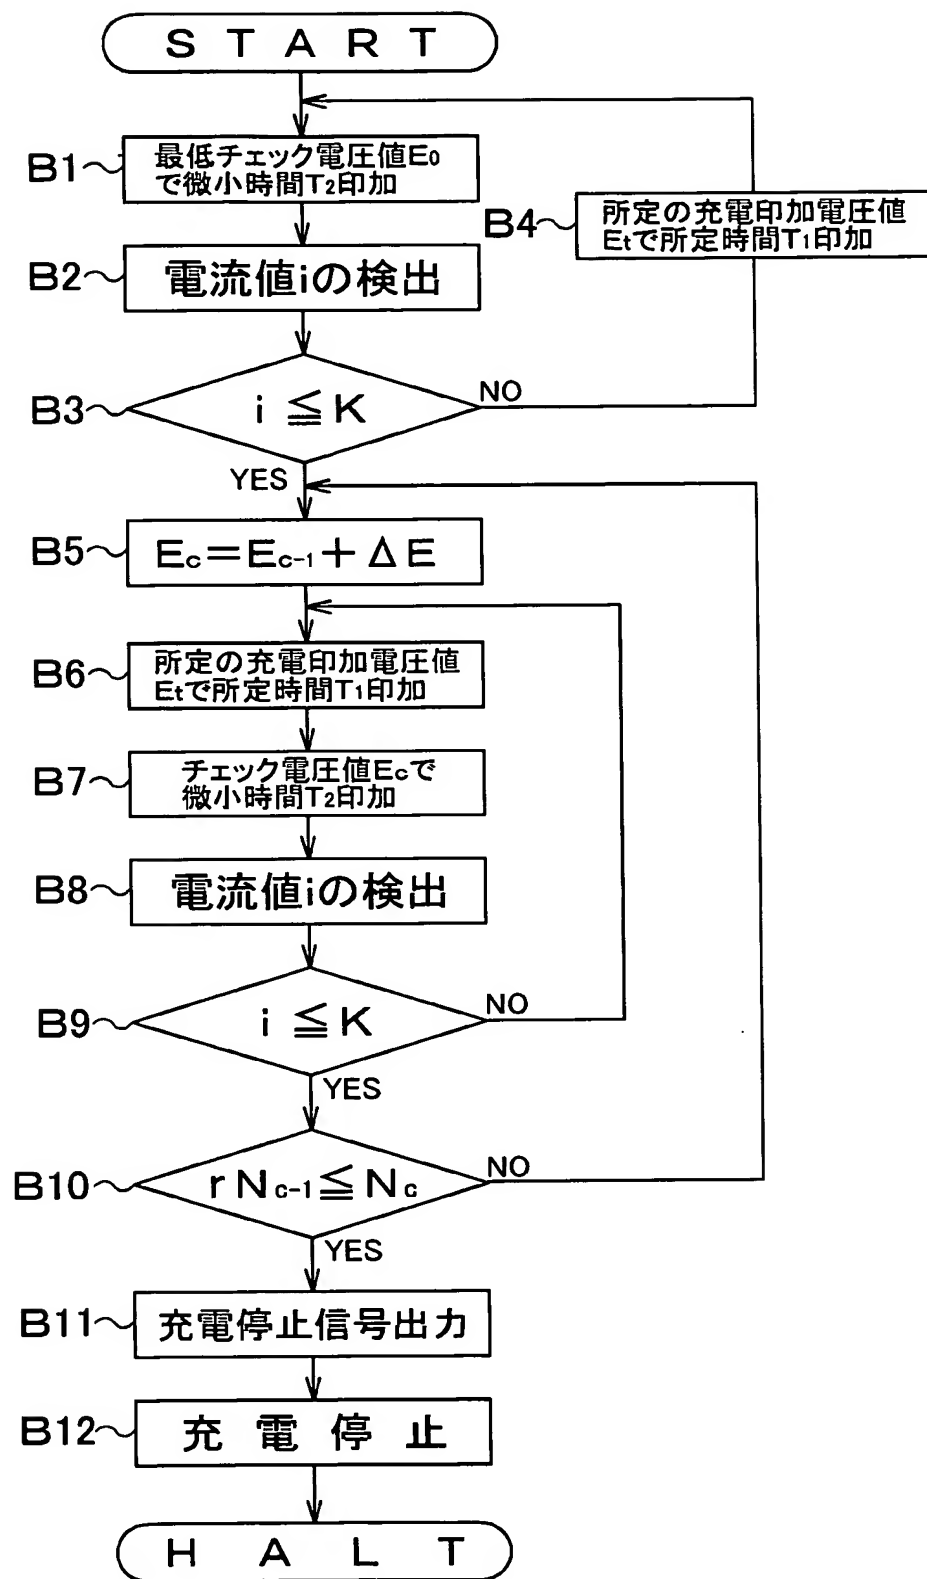 START
B1
最低チェック電圧値E0
で微小時間T2印加
B4
所定の充電印加電圧値
Etで所定時間T1印加
B2
電流値iの検出
B3
i ≦ K
NO
YES
B5
Ec=Ec-1+ΔE
B6
所定の充電印加電圧値
Etで所定時間T1印加
B7
チェック電圧値Ecで
微小時間T2印加
B8
電流値iの検出
B9
i ≦ K
NO
YES
B10
rNc-1≦Nc
NO
YES
B11
充電停止信号出力
B12
充電停止
HALT